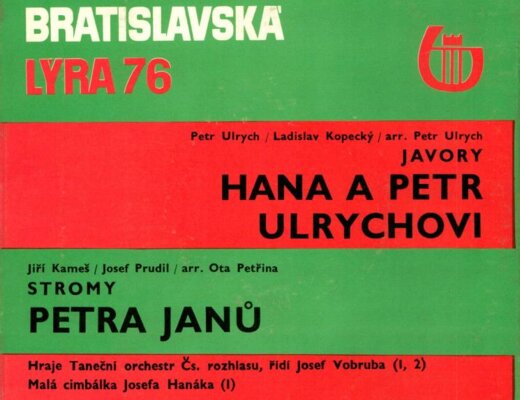 BRATISLAVSKÁ
LYRA 76
Petr Ulrych / Ladislav Kopecký / arr. Petr Ulrych
JAVORY
HANA A PETR
ULRYCHOVI
Jiří Kameš / Josef Prudil / arr. Ota Petřina
STROMY
PETRA JANŮ
Hraje Taneční orchestr Čs. rozhlasu, řídí Josef Vobruba (1, 2)
Malá cimbálka Josefa Hanáka (1)